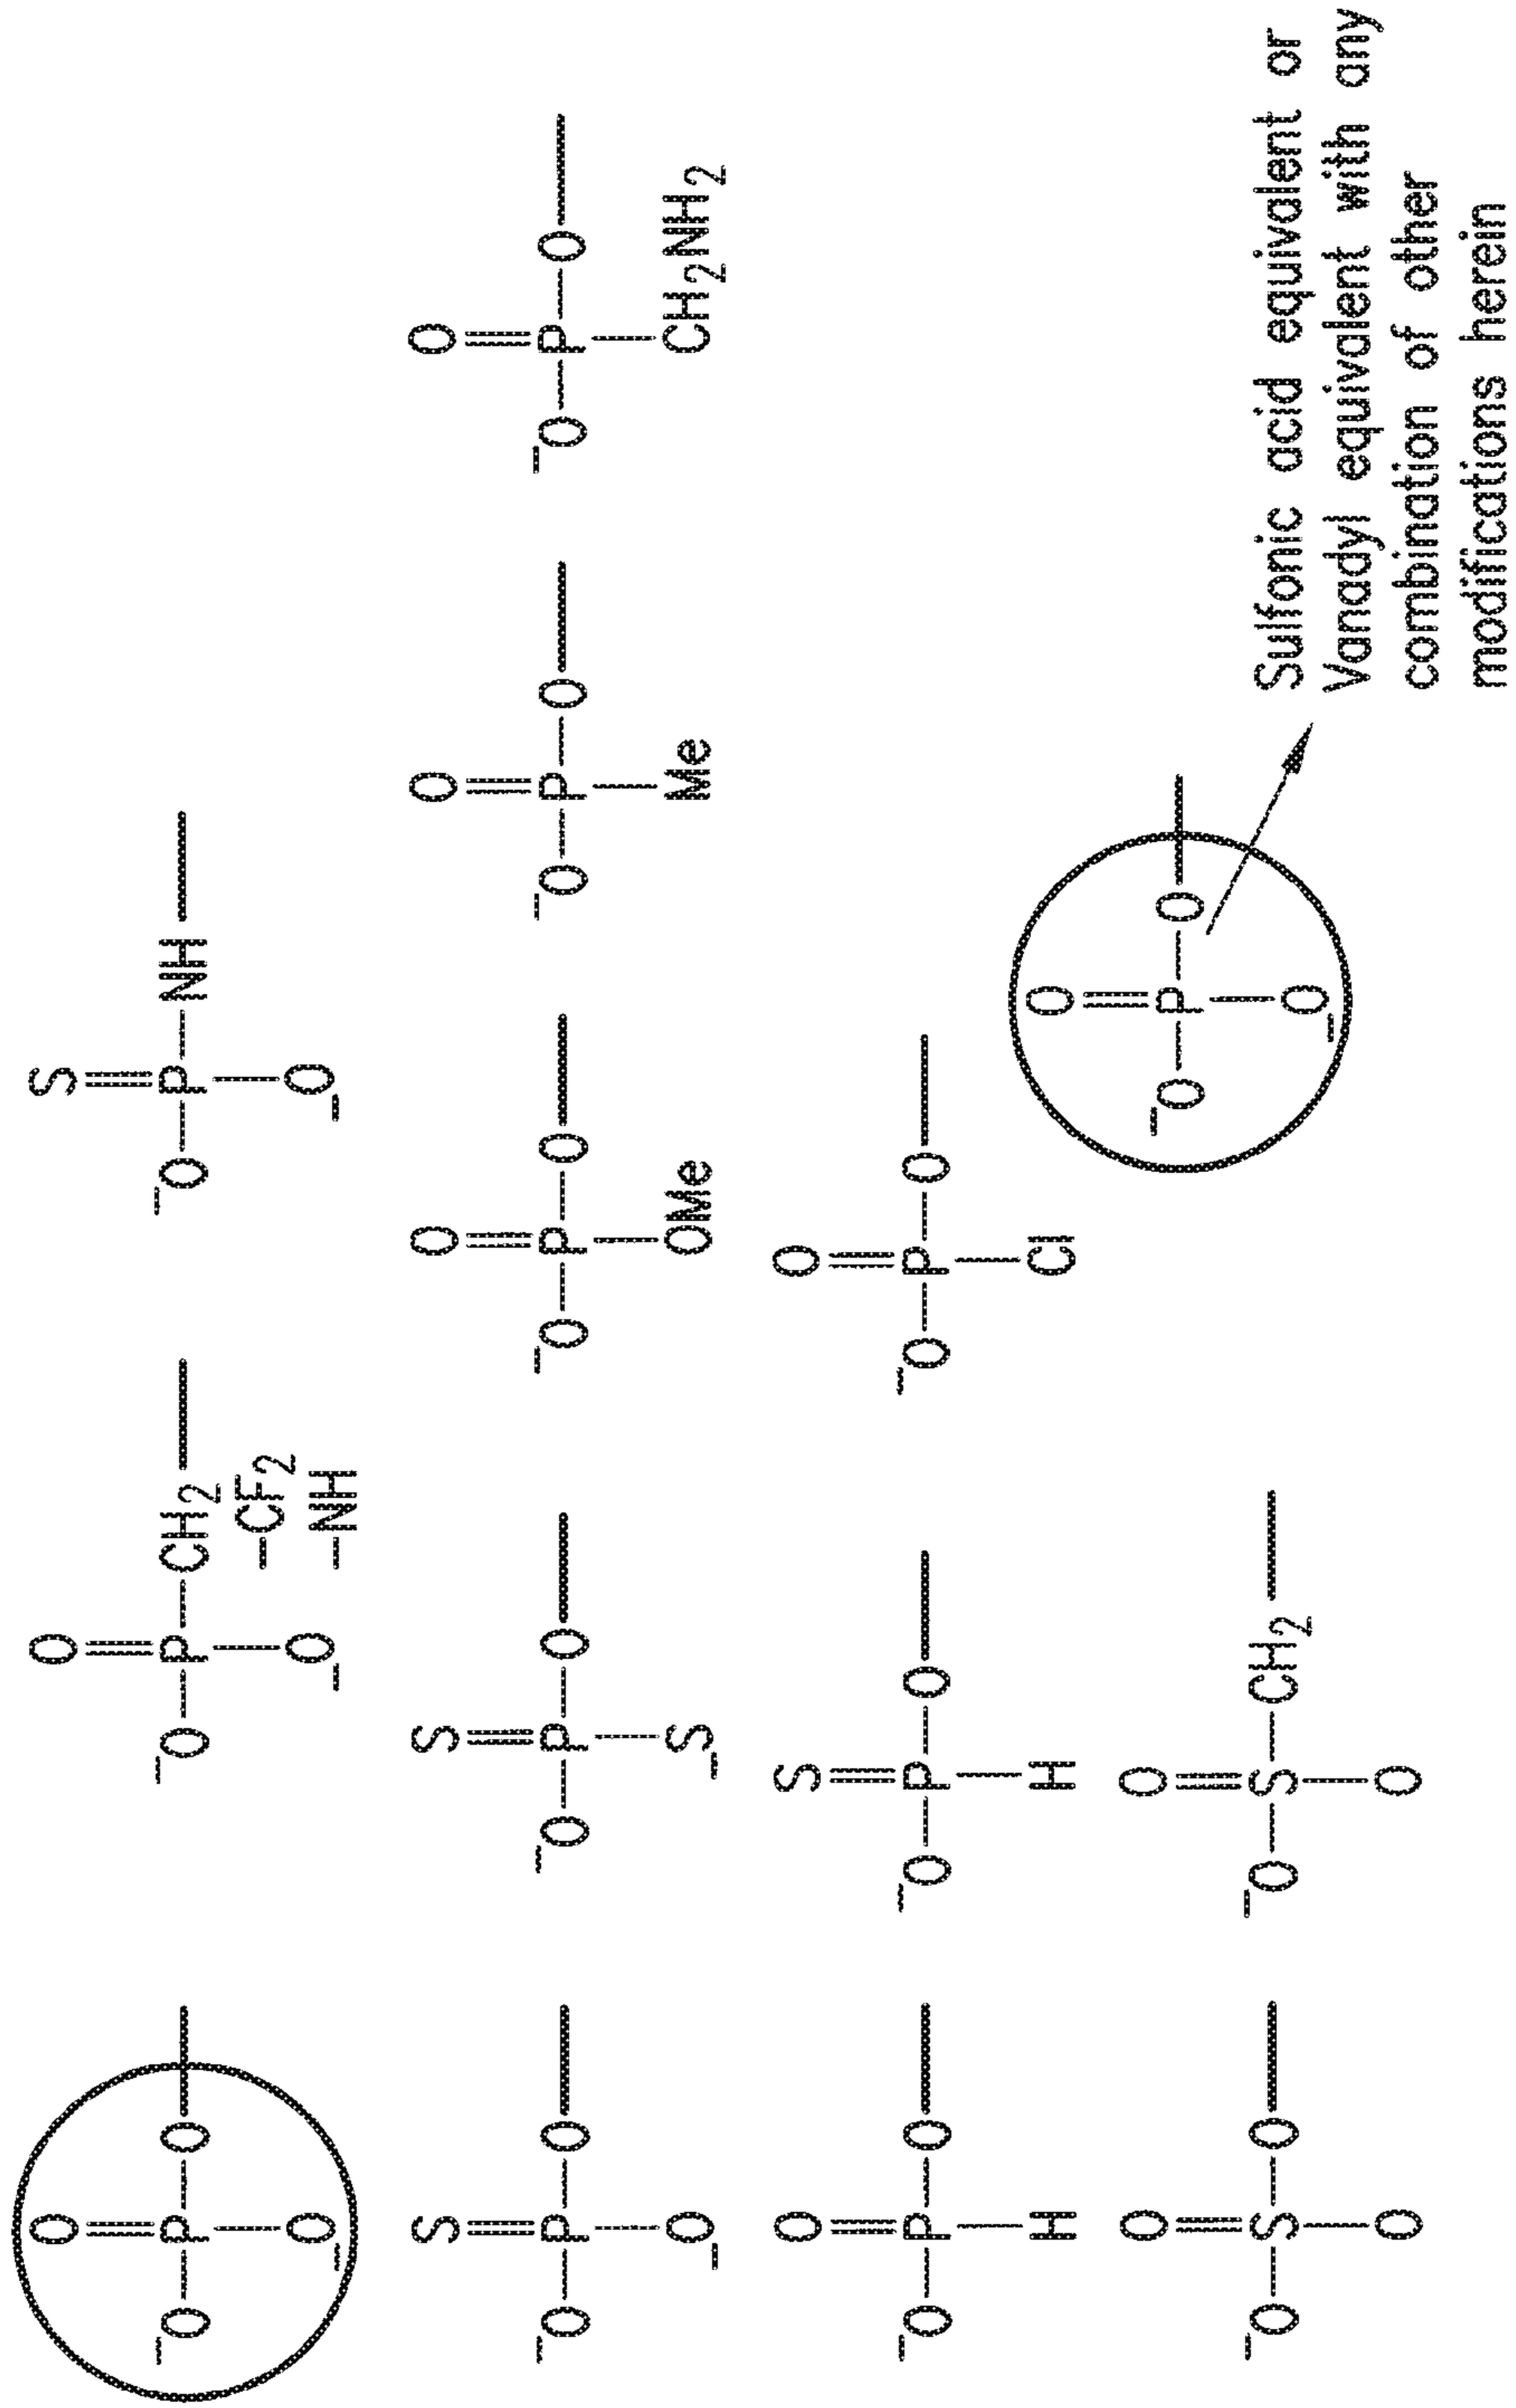 O O S
⁻O–P–O– ⁻O–P–CH₂– ⁻O–P–NH–
–CF₂
O⁻ O⁻ –NH O⁻
S S O O O
⁻O–P–O– ⁻O–P–O– ⁻O–P–O– ⁻O–P–O– ⁻O–P–O–
O⁻ S⁻ OMe Me CH₂NH₂
O S O
⁻O–P–O– ⁻O–P–O– ⁻O–P–O–
H H Cl
O
⁻O–P–O–
O⁻
O O
⁻O–S–O– ⁻O–S–CH₂–
O O
Sulfonic acid equivalent or
Vanadyl equivalent with any
combination of other
modifications herein